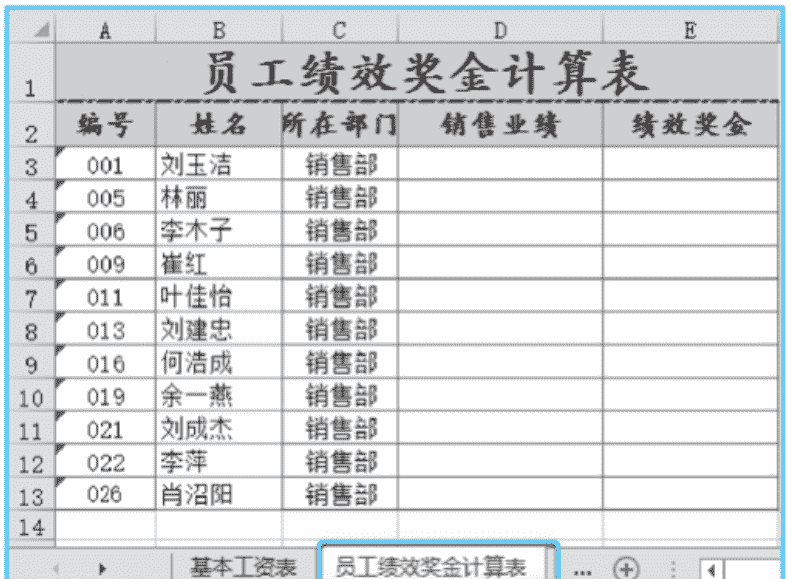 A B C D E
1 员工绩效奖金计算表
2 编号 姓名 所在部门 销售业绩 绩效奖金
3 001 刘玉洁 销售部
4 005 林丽 销售部
5 006 李木子 销售部
6 009 崔红 销售部
7 011 叶佳怡 销售部
8 013 刘建忠 销售部
9 016 何浩成 销售部
10 019 余一燕 销售部
11 021 刘成杰 销售部
12 022 李萍 销售部
13 026 肖沼阳 销售部
14
基本工资表 员工绩效奖金计算表 ...